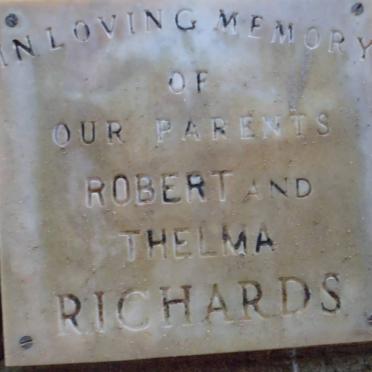 IN LOVING MEMORY
OF
OUR PARENTS
ROBERT AND
THELMA
RICHARDS